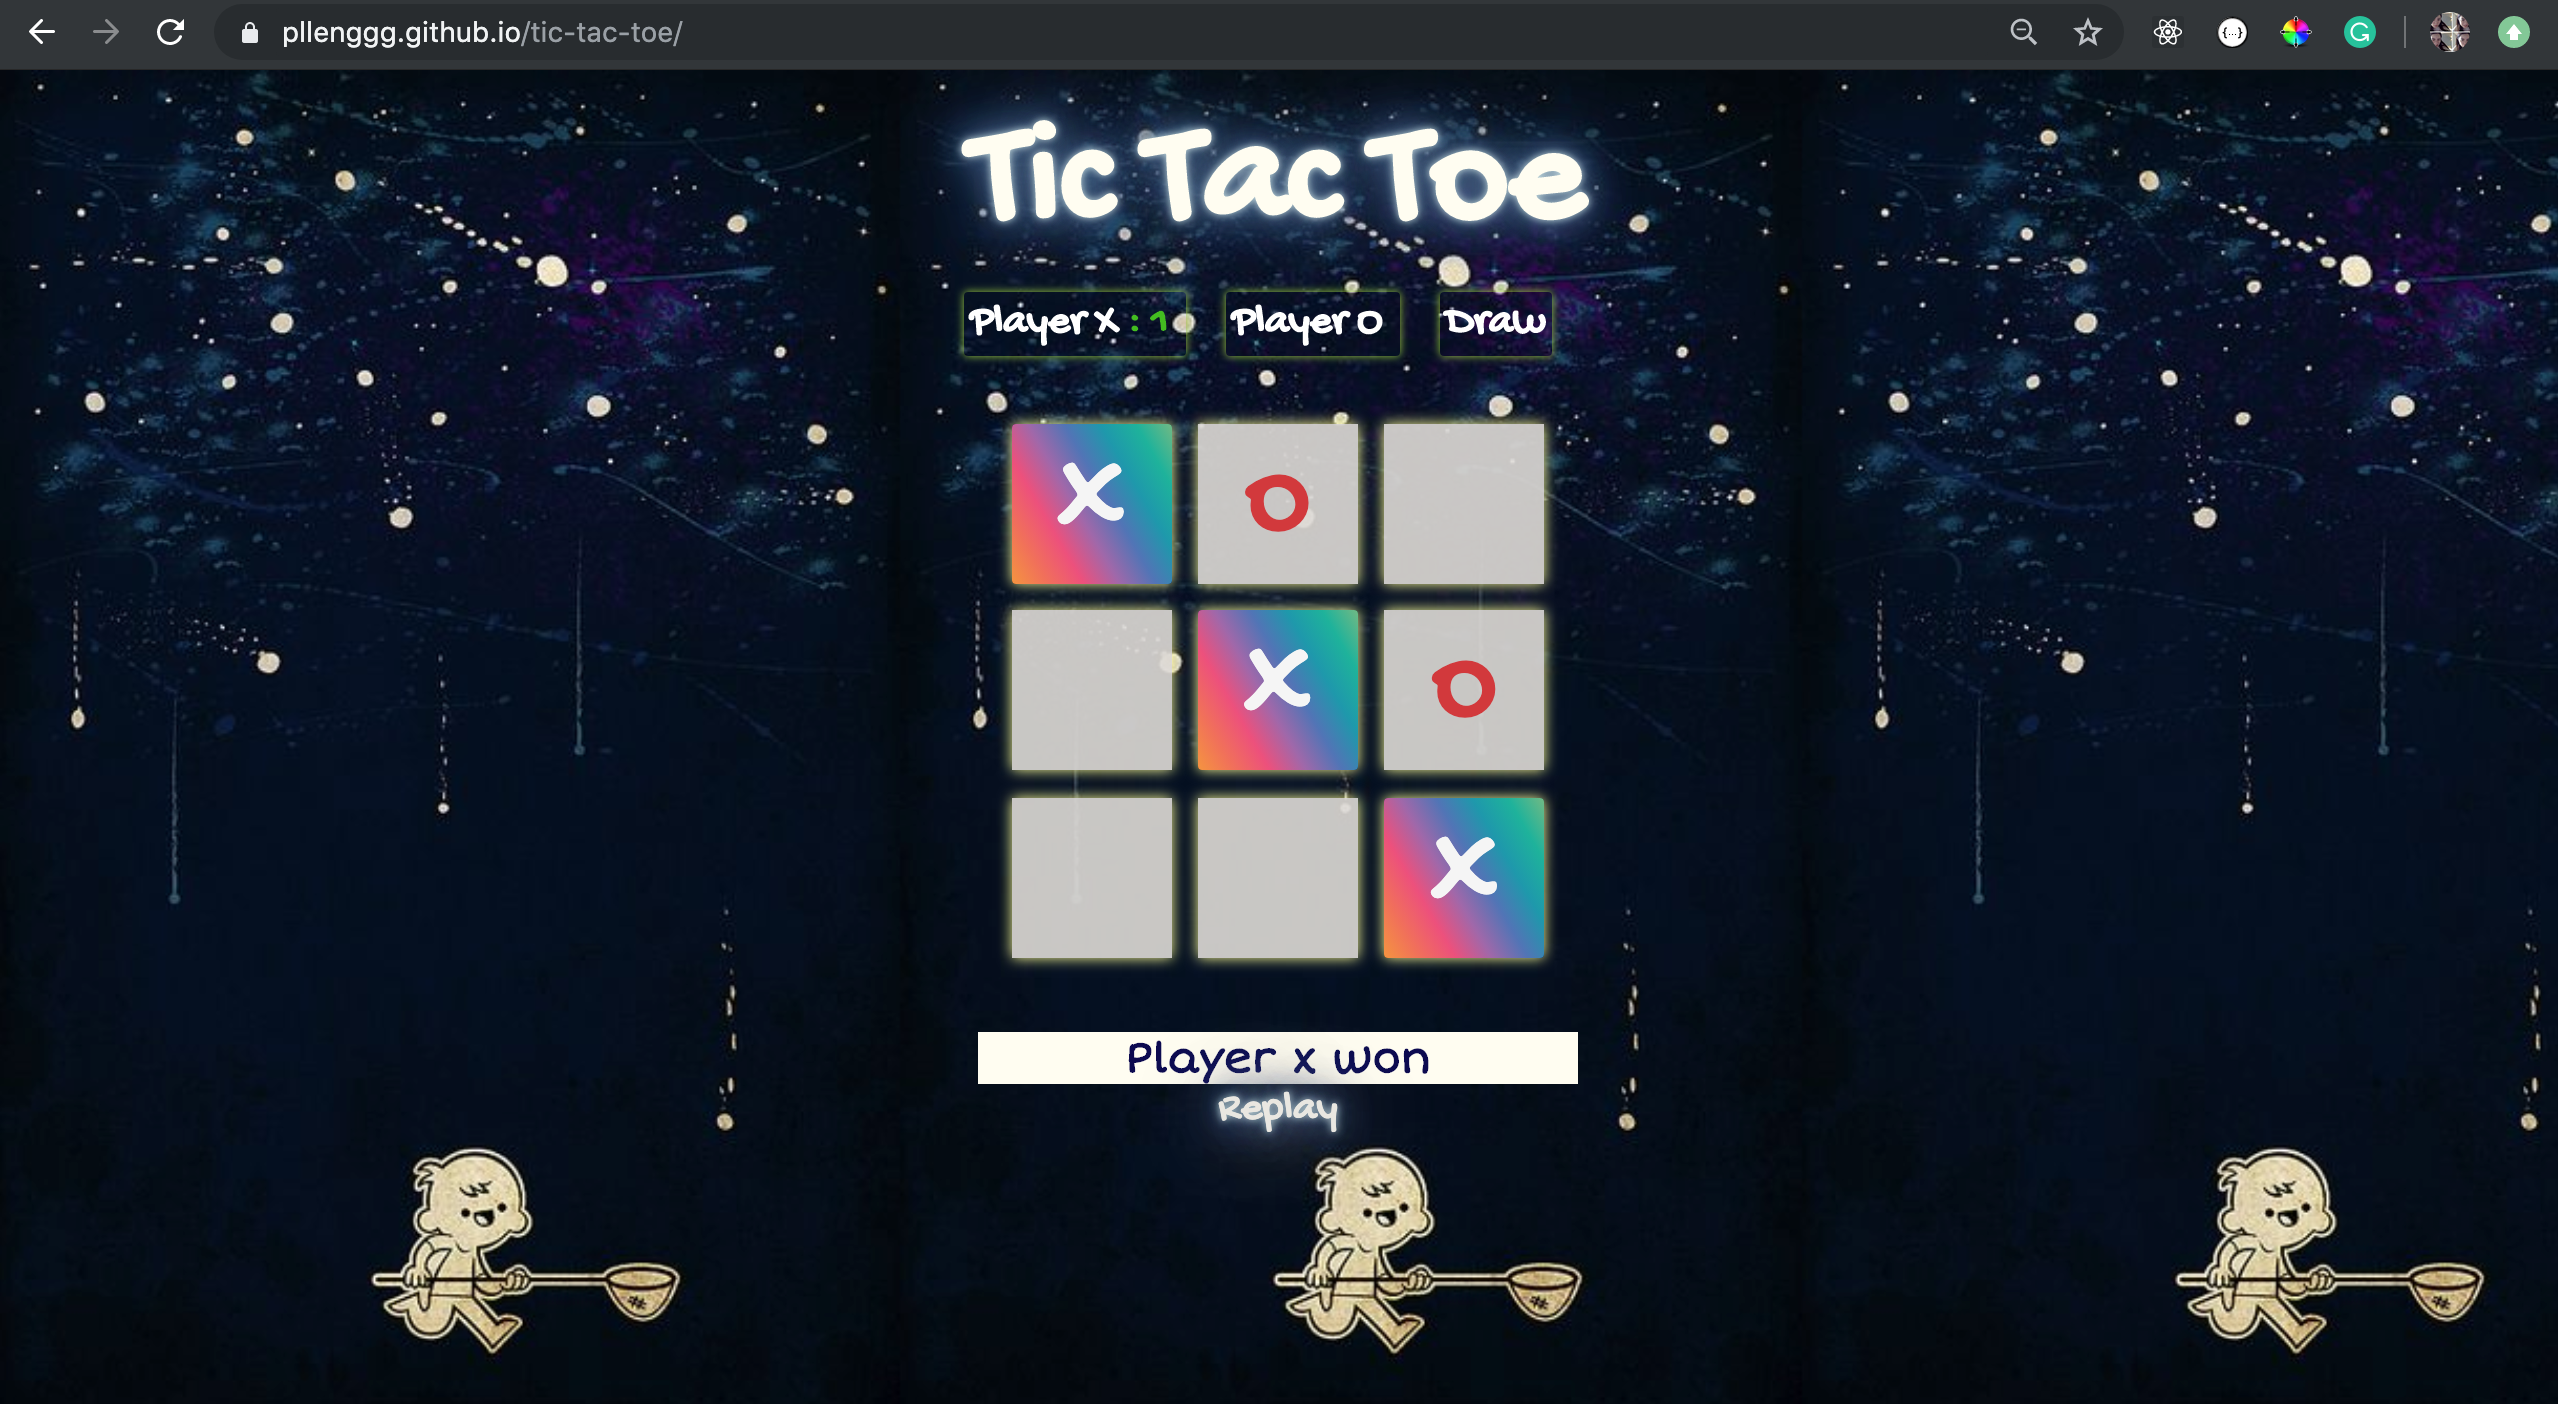 pllenggg.github.io/tic-tac-toe/
Tic Tac Toe
Player X : 1 Player O Draw
X O
X O
X
Player x won
Replay